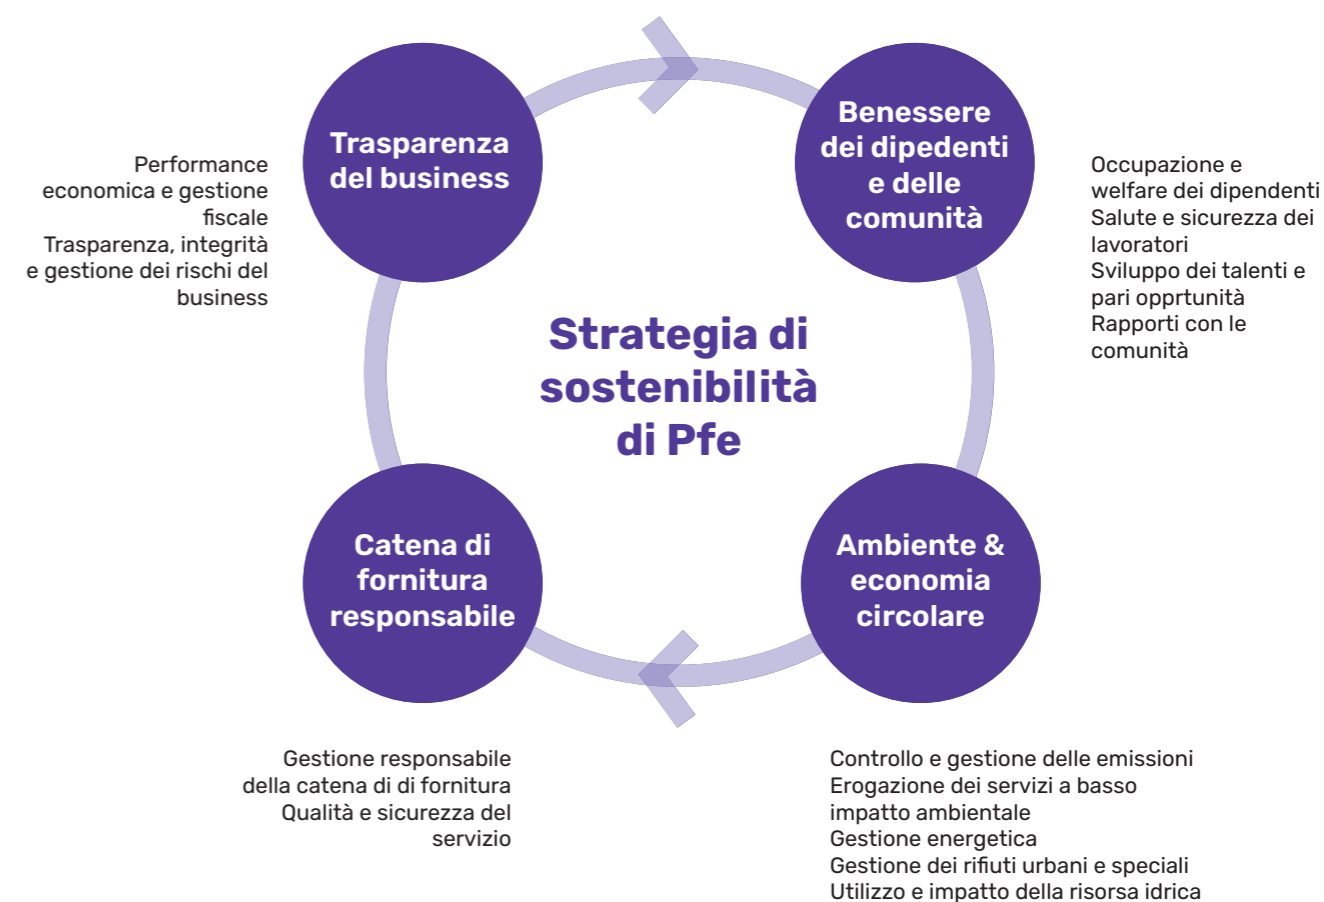 Trasparenza
del business
Performance
economica e gestione
fiscale
Trasparenza, integrità
e gestione dei rischi del
business
Benessere
dei dipedenti
e delle
comunità
Occupazione e
welfare dei dipendenti
Salute e sicurezza dei
lavoratori
Sviluppo dei talenti e
pari opprtunità
Rapporti con le
comunità
Strategia di
sostenibilità
di Pfe
Catena di
fornitura
responsabile
Gestione responsabile
della catena di di fornitura
Qualità e sicurezza del
servizio
Ambiente &
economia
circolare
Controllo e gestione delle emissioni
Erogazione dei servizi a basso
impatto ambientale
Gestione energetica
Gestione dei rifiuti urbani e speciali
Utilizzo e impatto della risorsa idrica